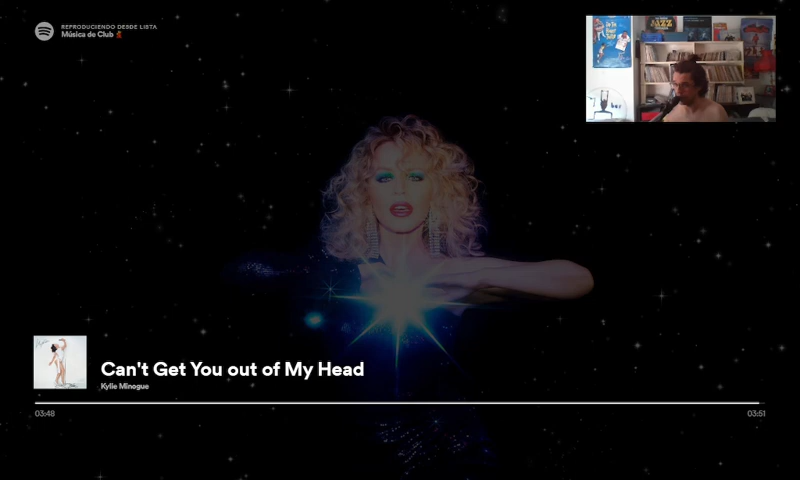 REPRODUCIENDO DESDE LISTA
Música de Club
JAZZ
Can't Get You out of My Head
Kylie Minogue
03:48
03:51